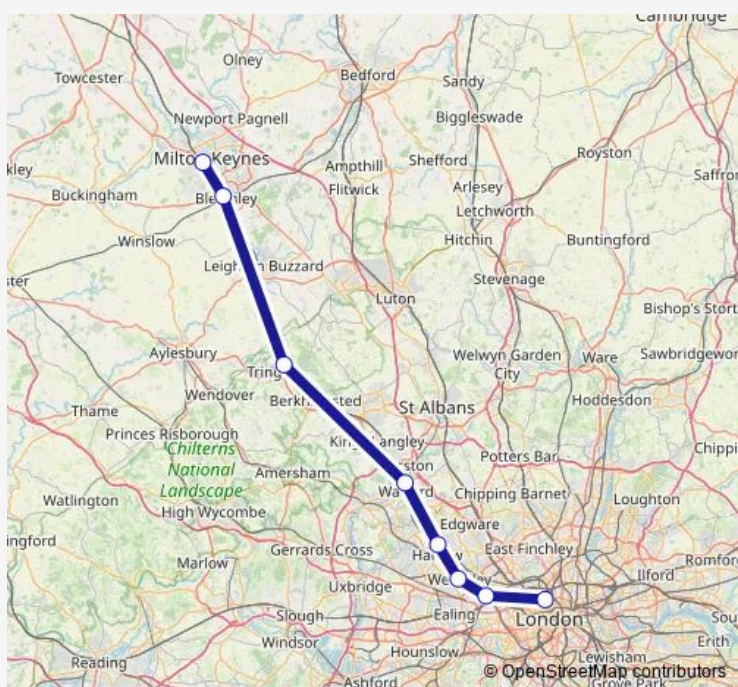 Cambridge
Olney
Towcester
Bedford
Sandy
Newport Pagnell
Biggleswade
Milton Keynes
Royston
Ampthill
Shefford
Flitwick
Buckingham
Arlesey
Letchworth
Winslow
Hitchin
Buntingford
Stevenage
Luton
Bishop's Stort
Aylesbury
Welwyn Garden
City
Ware
Sawbridgewor
Tring
Wendover
Hoddesdon
Thame
St Albans
Princes Risborough
Chilterns
National
Landscape
Potters Bar
Amersham
Watlington
Chipping Barnet
Loughton
High Wycombe
Edgware
Marlow
Gerrards Cross
East Finchley
Romfor
Ilford
Uxbridge
Ealing
Slough
London
Windsor
Erith
Hounslow
Reading
Lewisham
© OpenStreetMap contributors
Ashford
Grove Park